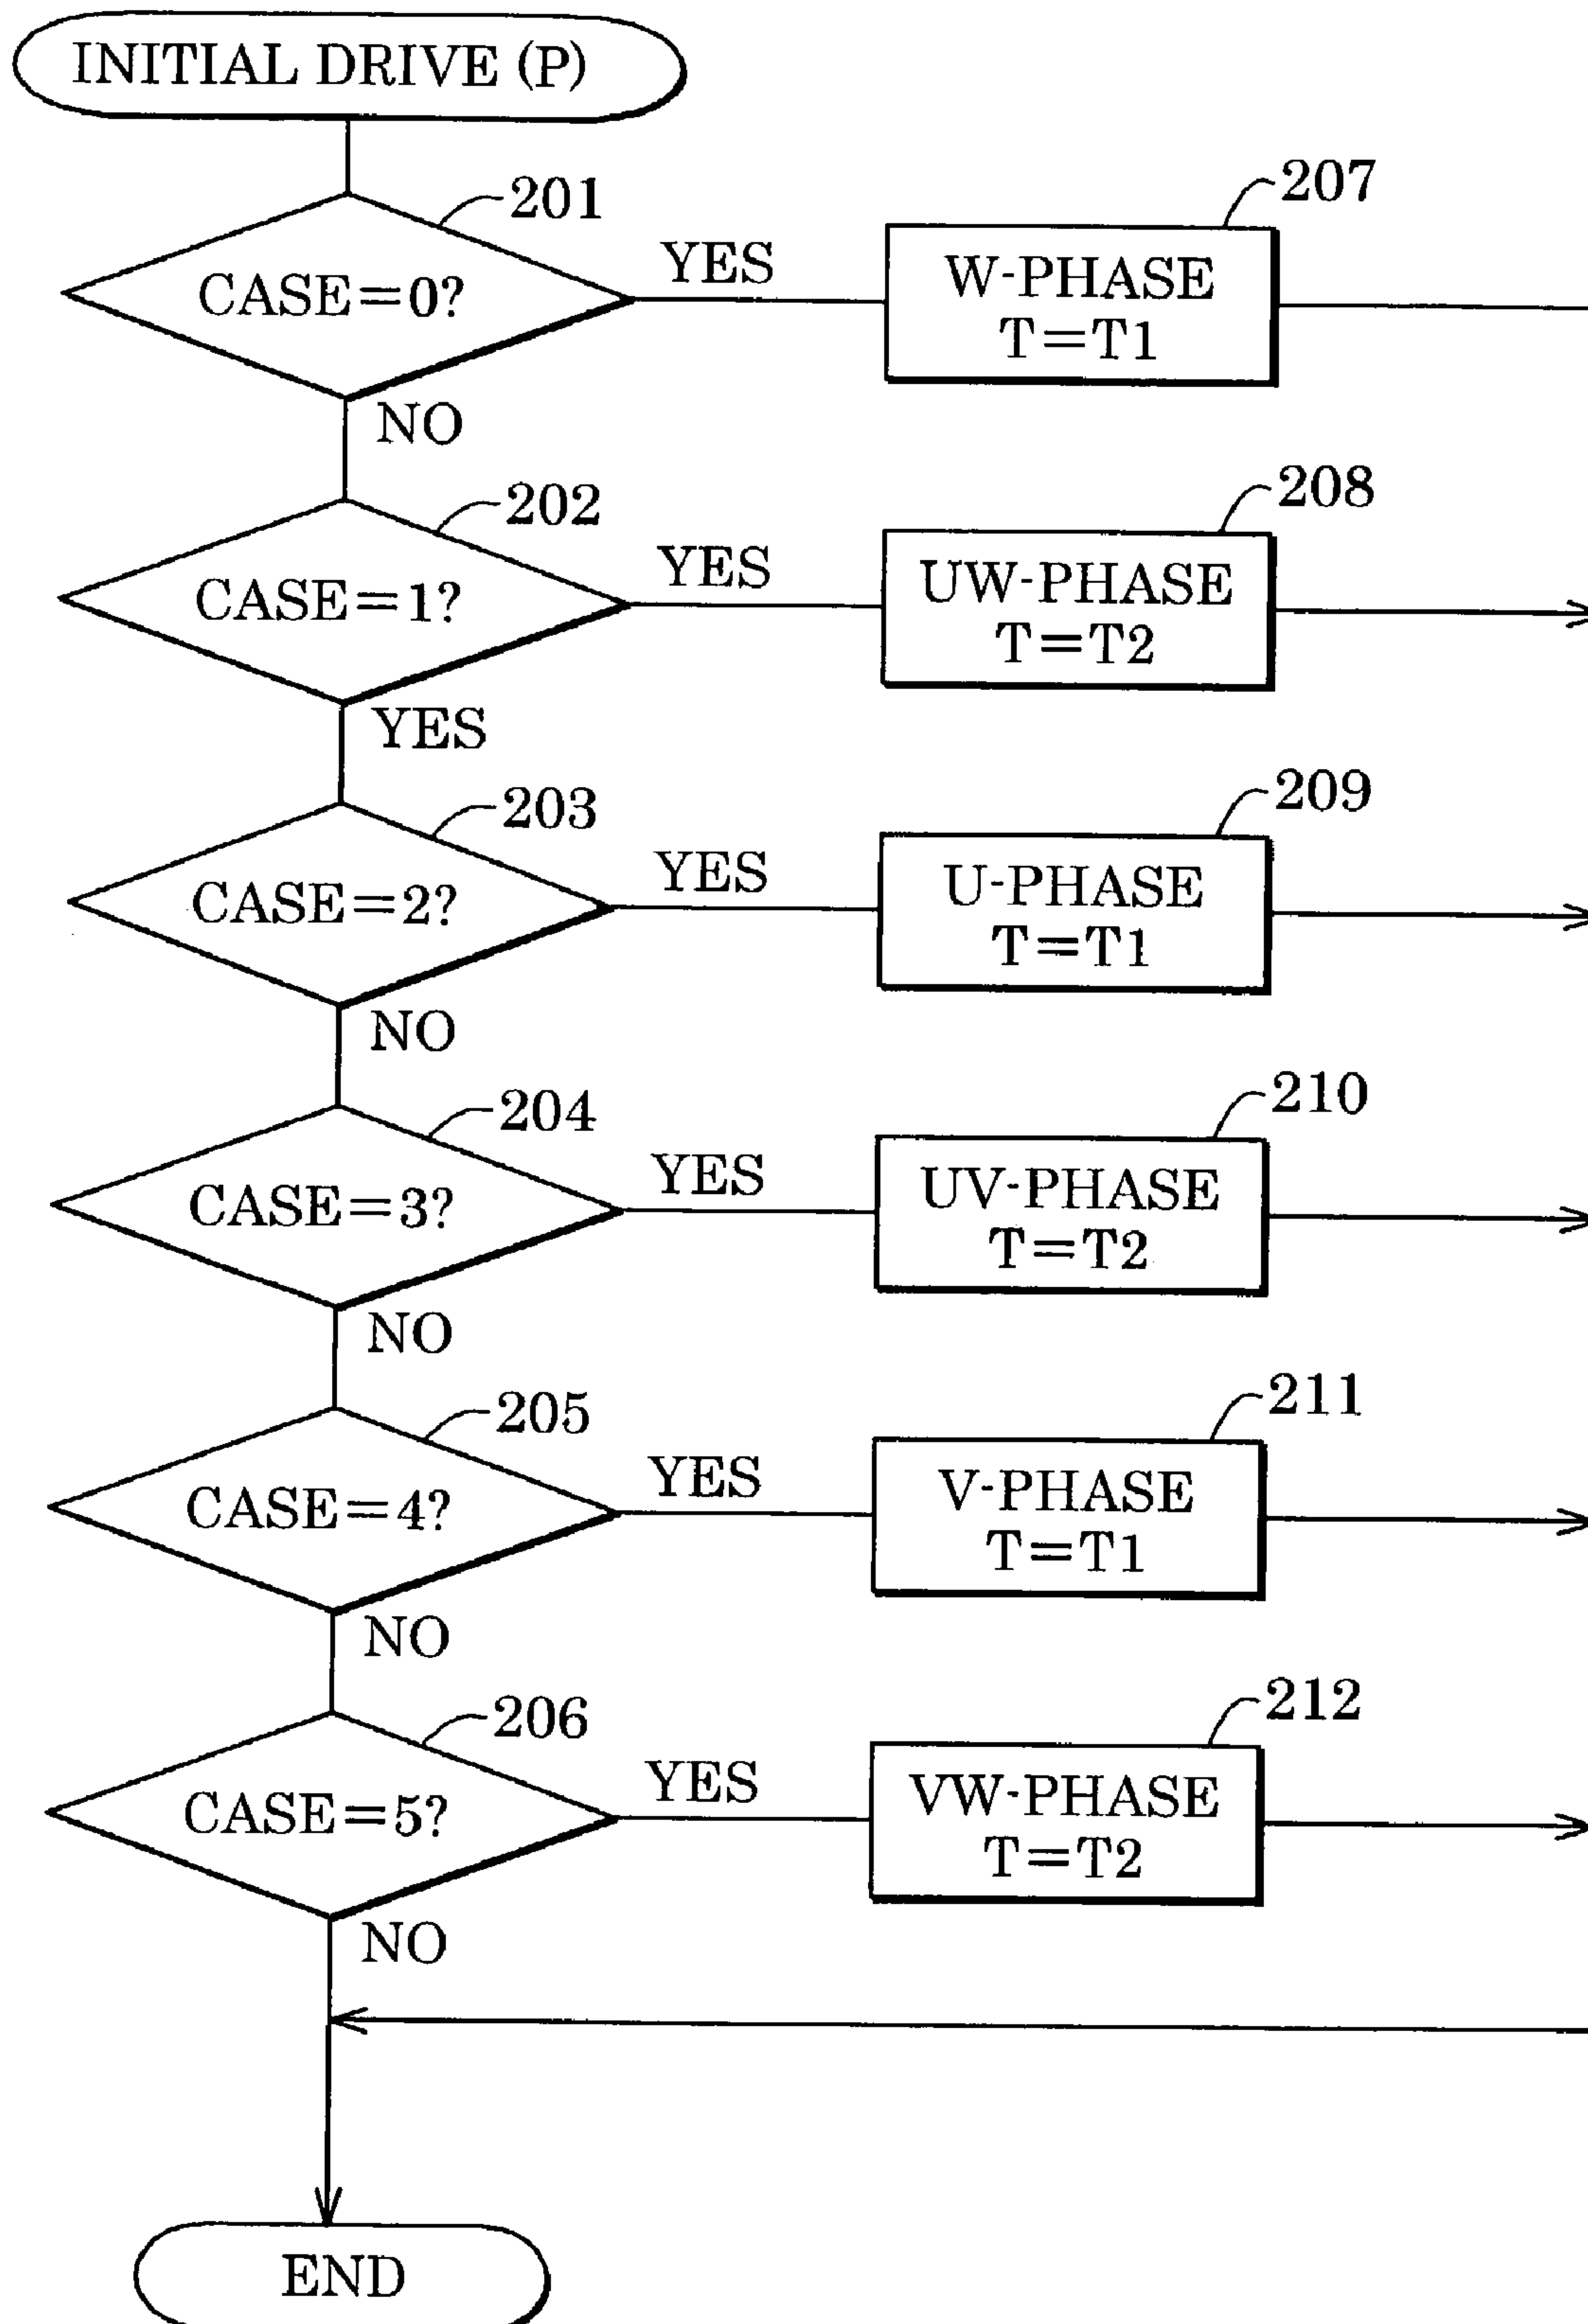 INITIAL DRIVE (P)
201
CASE=0?
YES
207
W-PHASE
T=T1
NO
202
CASE=1?
YES
208
UW-PHASE
T=T2
YES
203
CASE=2?
YES
209
U-PHASE
T=T1
NO
204
CASE=3?
YES
210
UV-PHASE
T=T2
NO
205
CASE=4?
YES
211
V-PHASE
T=T1
NO
206
CASE=5?
YES
212
VW-PHASE
T=T2
NO
END